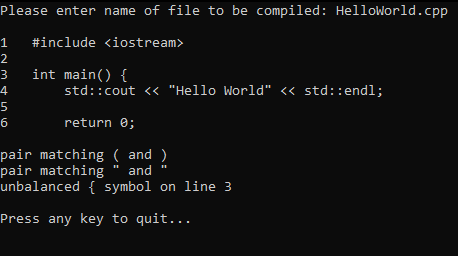 Please enter name of file to be compiled: HelloWorld.cpp
1   #include <iostream>
2
3   int main() {
4       std::cout << "Hello World" << std::endl;
5
6       return 0;
pair matching ( and )
pair matching " and "
unbalanced { symbol on line 3
Press any key to quit...